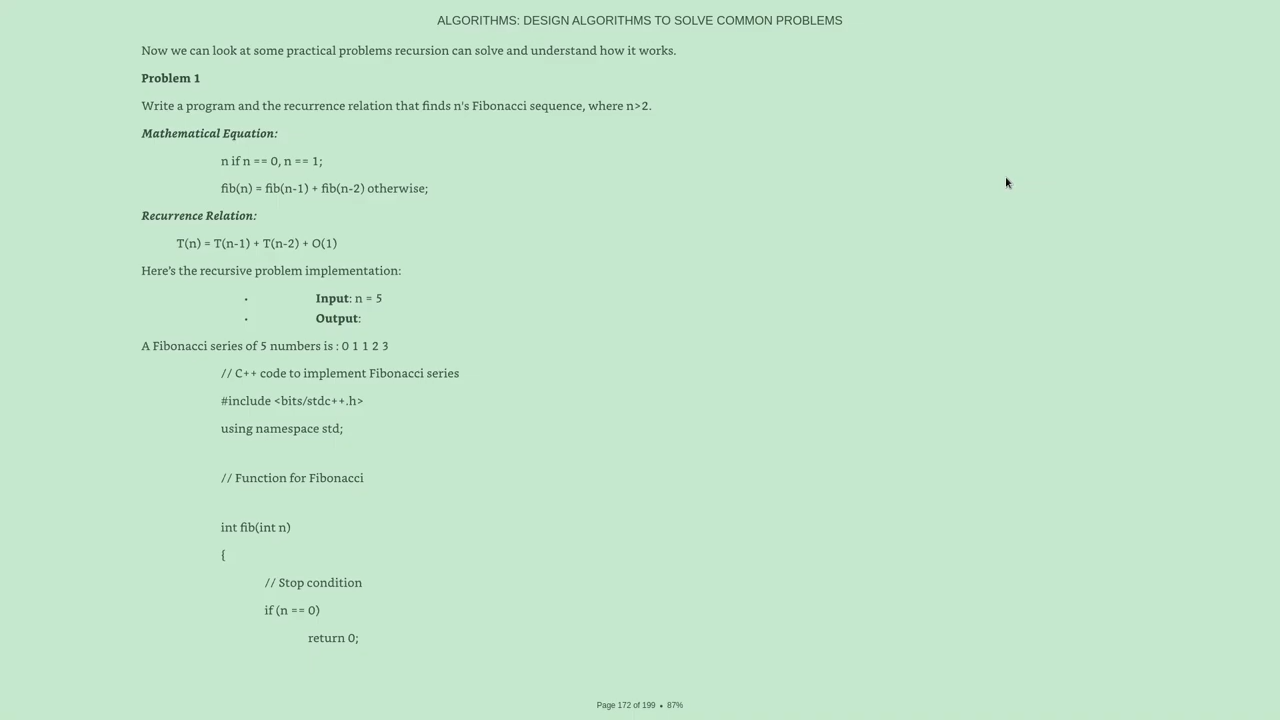 ALGORITHMS: DESIGN ALGORITHMS TO SOLVE COMMON PROBLEMS
Now we can look at some practical problems recursion can solve and understand how it works.
Problem 1
Write a program and the recurrence relation that finds n's Fibonacci sequence, where n>2.
Mathematical Equation:
n if n == 0, n == 1;
fib(n) = fib(n-1) + fib(n-2) otherwise;
Recurrence Relation:
T(n) = T(n-1) + T(n-2) + O(1)
Here's the recursive problem implementation:
• Input: n = 5
• Output:
A Fibonacci series of 5 numbers is : 0 1 1 2 3
// C++ code to implement Fibonacci series
#include <bits/stdc++.h>
using namespace std;
// Function for Fibonacci
int fib(int n)
{
// Stop condition
if (n == 0)
return 0;
Page 172 of 199 • 87%